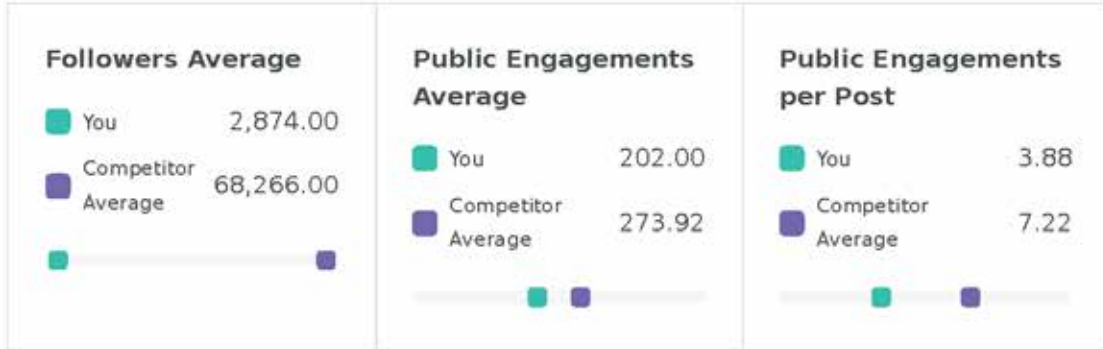 Followers Average
You 2,874.00
Competitor
Average 68,266.00
Public Engagements
Average
You 202.00
Competitor
Average 273.92
Public Engagements
per Post
You 3.88
Competitor
Average 7.22